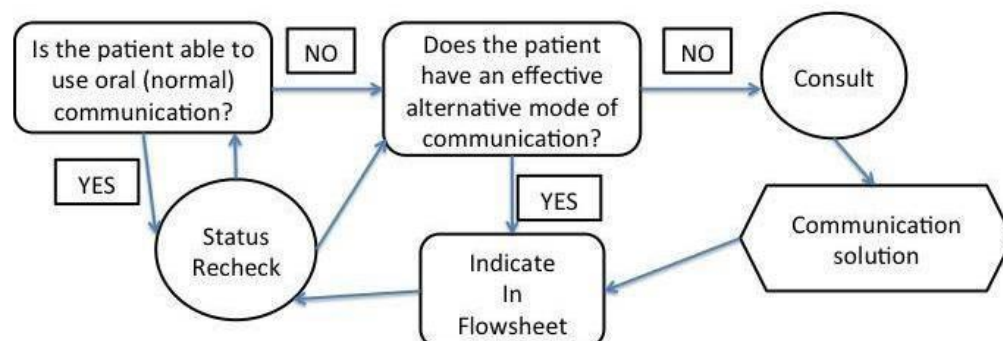 Is the patient able to
use oral (normal)
communication?
NO
Does the patient
have an effective
alternative mode of
communication?
NO
Consult
YES
Status
Recheck
YES
Indicate
In
Flowsheet
Communication
solution